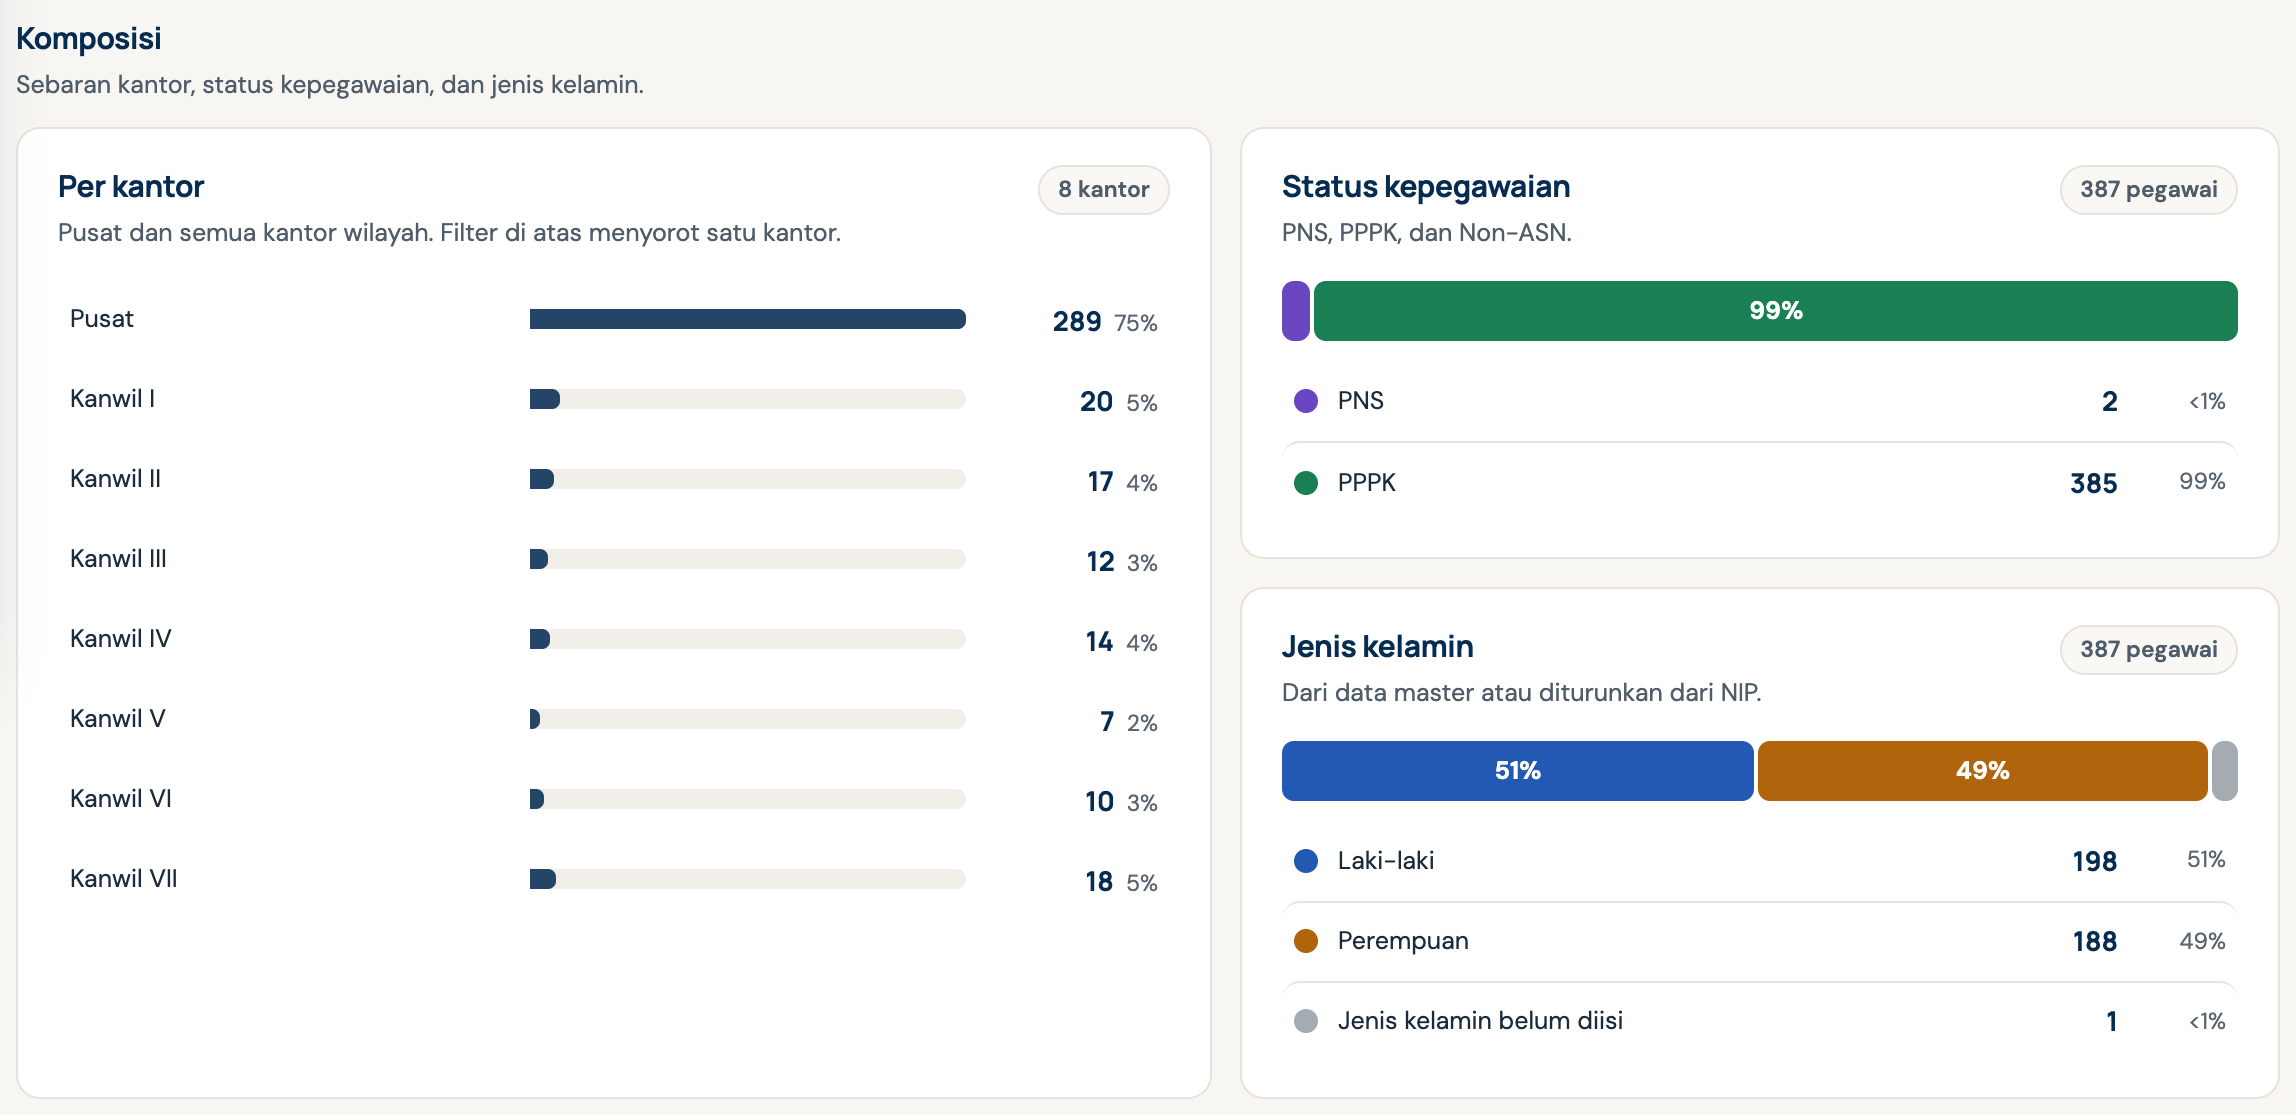 Komposisi
Sebaran kantor, status kepegawaian, dan jenis kelamin.
Per kantor
8 kantor
Pusat dan semua kantor wilayah. Filter di atas menyorot satu kantor.
Pusat 289 75%
Kanwil I 20 5%
Kanwil II 17 4%
Kanwil III 12 3%
Kanwil IV 14 4%
Kanwil V 7 2%
Kanwil VI 10 3%
Kanwil VII 18 5%
Status kepegawaian
387 pegawai
PNS, PPPK, dan Non-ASN.
99%
PNS 2 <1%
PPPK 385 99%
Jenis kelamin
387 pegawai
Dari data master atau diturunkan dari NIP.
51% 49%
Laki-laki 198 51%
Perempuan 188 49%
Jenis kelamin belum diisi 1 <1%